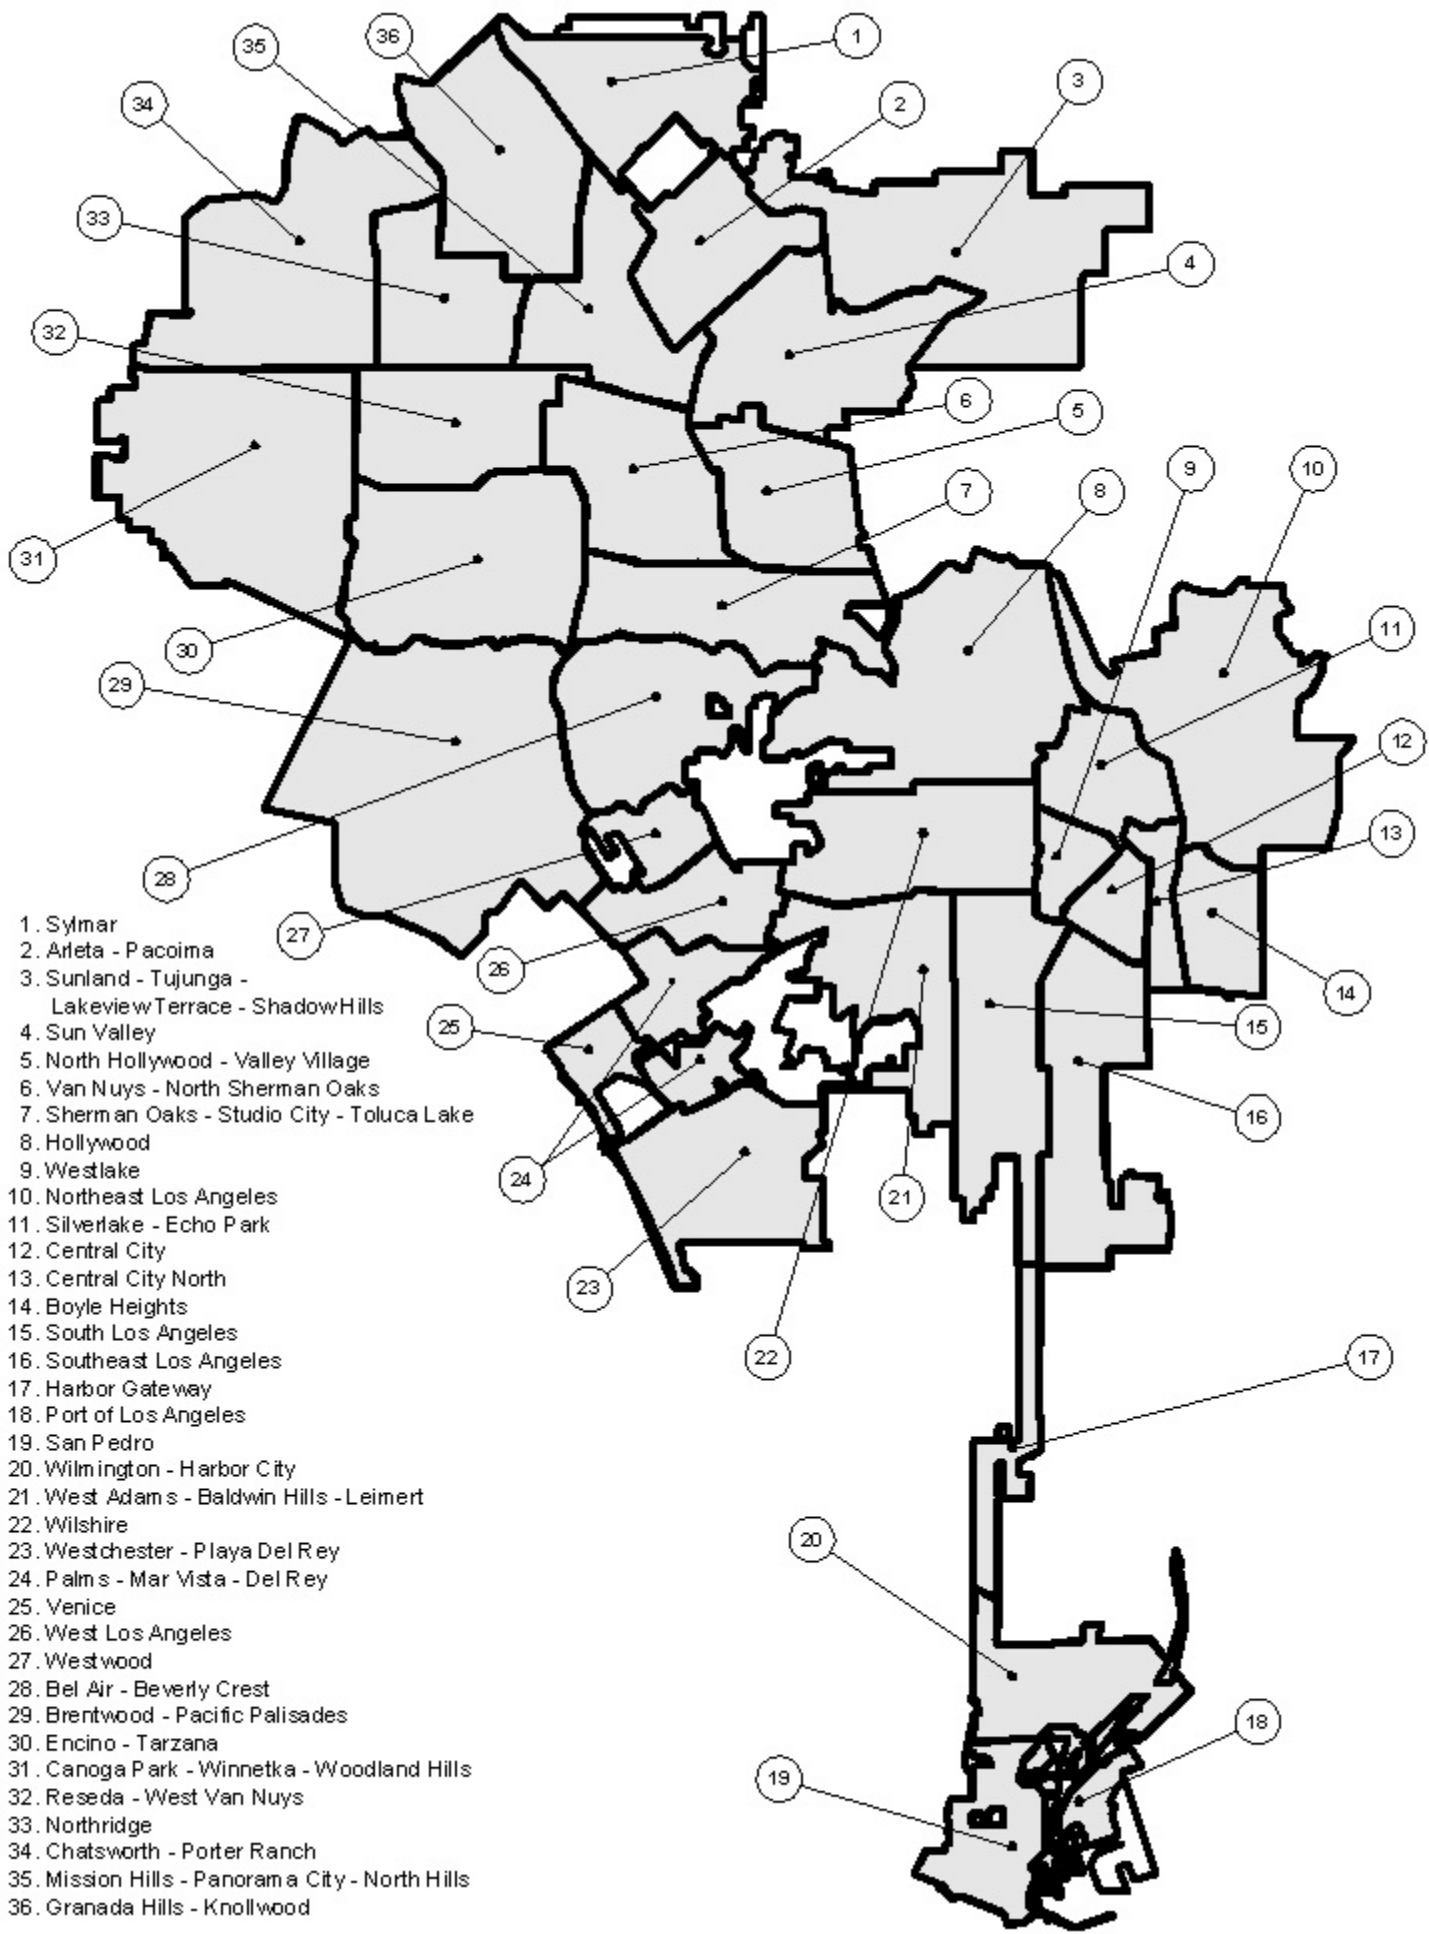 36
35
1
3
34
2
33
4
32
6
5
9
10
7
8
31
11
30
29
12
13
28
27
26
14
25
15
16
24
21
23
22
17
20
18
19
1. Sylmar
2. Arleta - Pacoima
3. Sunland - Tujunga -
Lakeview Terrace - Shadow Hills
4. Sun Valley
5. North Hollywood - Valley Village
6. Van Nuys - North Sherman Oaks
7. Sherman Oaks - Studio City - Toluca Lake
8. Hollywood
9. Westlake
10. Northeast Los Angeles
11. Silverlake - Echo Park
12. Central City
13. Central City North
14. Boyle Heights
15. South Los Angeles
16. Southeast Los Angeles
17. Harbor Gateway
18. Port of Los Angeles
19. San Pedro
20. Wilmington - Harbor City
21. West Adams - Baldwin Hills - Leimert
22. Wilshire
23. Westchester - Playa Del Rey
24. Palms - Mar Vista - Del Rey
25. Venice
26. West Los Angeles
27. Westwood
28. Bel Air - Beverly Crest
29. Brentwood - Pacific Palisades
30. Encino - Tarzana
31. Canoga Park - Winnetka - Woodland Hills
32. Reseda - West Van Nuys
33. Northridge
34. Chatsworth - Porter Ranch
35. Mission Hills - Panorama City - North Hills
36. Granada Hills - Knollwood